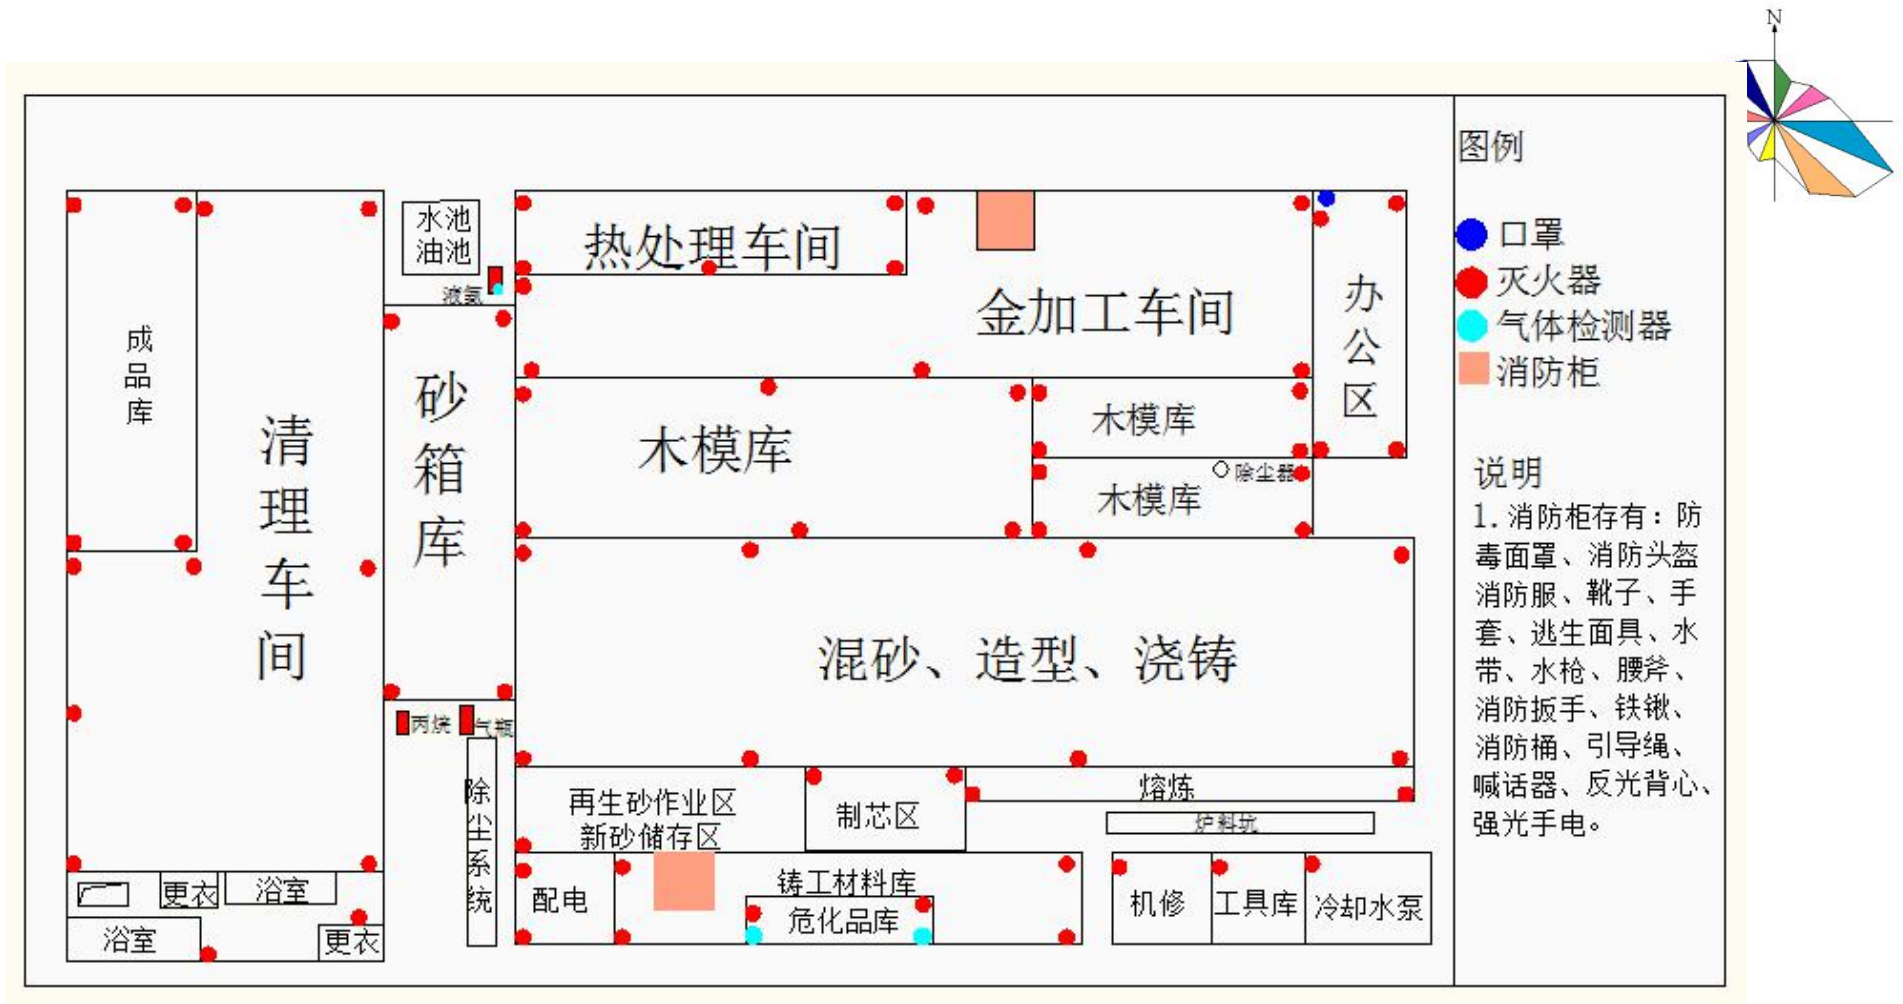 N
图例
口罩
灭火器
气体检测器
消防柜
说明
1.消防柜存有：防
毒面罩、消防头盔
消防服、靴子、手
套、逃生面具、水
带、水枪、腰斧、
消防扳手、铁锹、
消防桶、引导绳、
喊话器、反光背心、
强光手电。
水池
油池
液氩
热处理车间
金加工车间
办公区
成品库
清理车间
砂箱库
木模库
木模库
除尘器
木模库
混砂、造型、浇铸
丙烷
气瓶
除尘系统
再生砂作业区
新砂储存区
制芯区
熔炼
炉料坑
配电
铸工材料库
危化品库
机修
工具库
冷却水泵
更衣
浴室
浴室
更衣